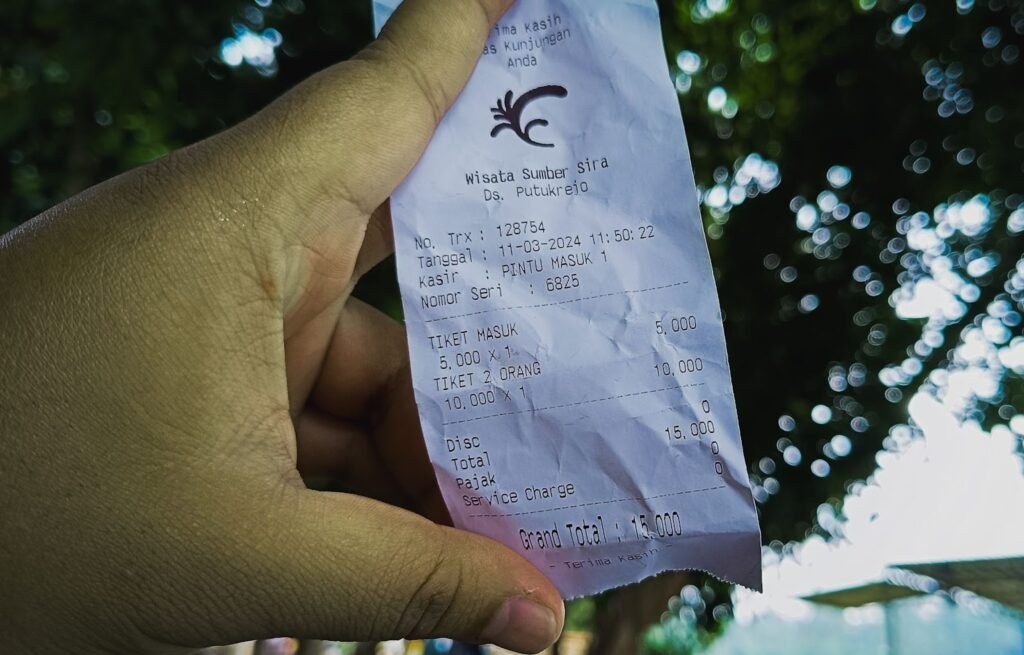 Kasih
Kunjungan
Anda
Wisata Sumber Sira
Ds. Putukrejo
No. Trx : 128754
Tanggal : 11-03-2024 11:50:22
Kasir : PINTU MASUK 1
Nomor Seri : 6825
TIKET MASUK 5,000
5,000 X 1
TIKET 2 ORANG 10,000
10,000 X 1
Disc 0
Total 15,000
Pajak 0
Service Charge 0
Grand Total : 15,000
- Terima Kasih -